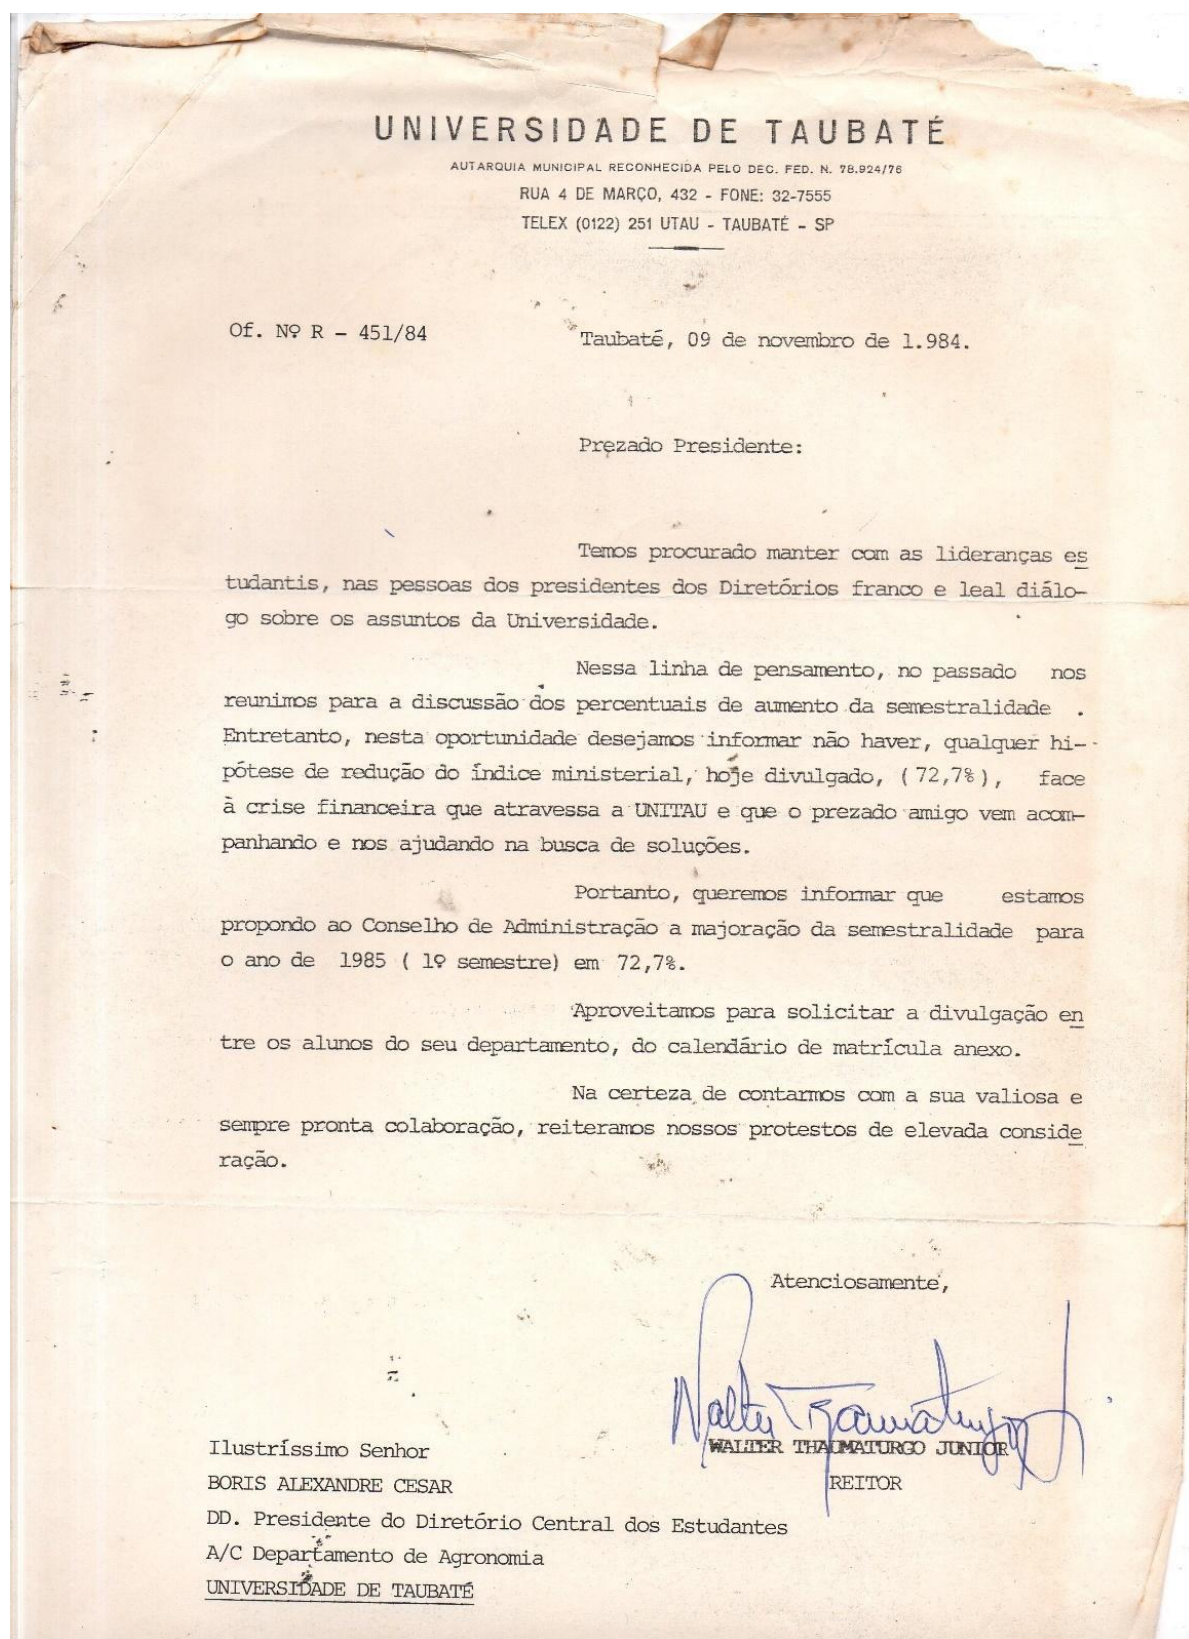 UNIVERSIDADE DE TAUBATÉ
AUTARQUIA MUNICIPAL RECONHECIDA PELO DEC. FED. N. 78.924/76
RUA 4 DE MARÇO, 432 - FONE: 32-7555
TELEX (0122) 251 UTAU - TAUBATÉ - SP
Of. Nº R - 451/84
Taubaté, 09 de novembro de 1.984.
Prezado Presidente:
Temos procurado manter com as lideranças es
tudantis, nas pessoas dos presidentes dos Diretórios franco e leal diálo-
go sobre os assuntos da Universidade.
Nessa linha de pensamento, no passado nos
reunimos para a discussão dos percentuais de aumento da semestralidade .
Entretanto, nesta oportunidade desejamos informar não haver, qualquer hi-
pótese de redução do índice ministerial, hoje divulgado, (72,7%), face
à crise financeira que atravessa a UNITAU e que o prezado amigo vem acom-
panhando e nos ajudando na busca de soluções.
Portanto, queremos informar que estamos
propondo ao Conselho de Administração a majoração da semestralidade para
o ano de 1985 ( 1º semestre) em 72,7%.
Aproveitamos para solicitar a divulgação en
tre os alunos do seu departamento, do calendário de matrícula anexo.
Na certeza de contarmos com a sua valiosa e
sempre pronta colaboração, reiteramos nossos protestos de elevada conside
ração.
Atenciosamente,
Walter Thaumaturgo Jr
WALTER THAUMATURGO JUNIOR
REITOR
Ilustríssimo Senhor
BORIS ALEXANDRE CESAR
DD. Presidente do Diretório Central dos Estudantes
A/C Departamento de Agronomia
UNIVERSIDADE DE TAUBATÉ